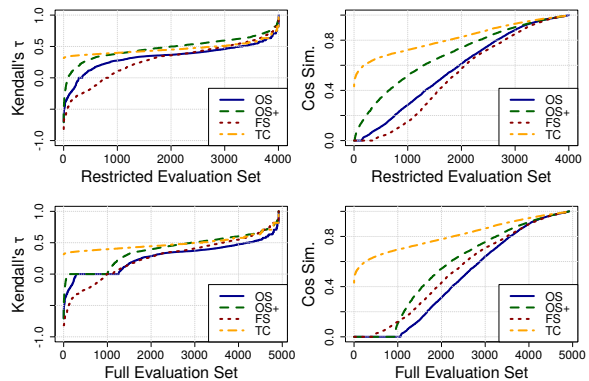 Kendall's τ
-1.0
0.0
0.5
1.0
0
1000
2000
3000
4000
OS
OS+
FS
TC
Restricted Evaluation Set
Cos Sim.
0.0
0.4
0.8
0
1000
2000
3000
4000
OS
OS+
FS
TC
Restricted Evaluation Set
Kendall's τ
-1.0
0.0
0.5
1.0
0
1000
2000
3000
4000
5000
OS
OS+
FS
TC
Full Evaluation Set
Cos Sim.
0.0
0.4
0.8
0
1000
2000
3000
4000
5000
OS
OS+
FS
TC
Full Evaluation Set